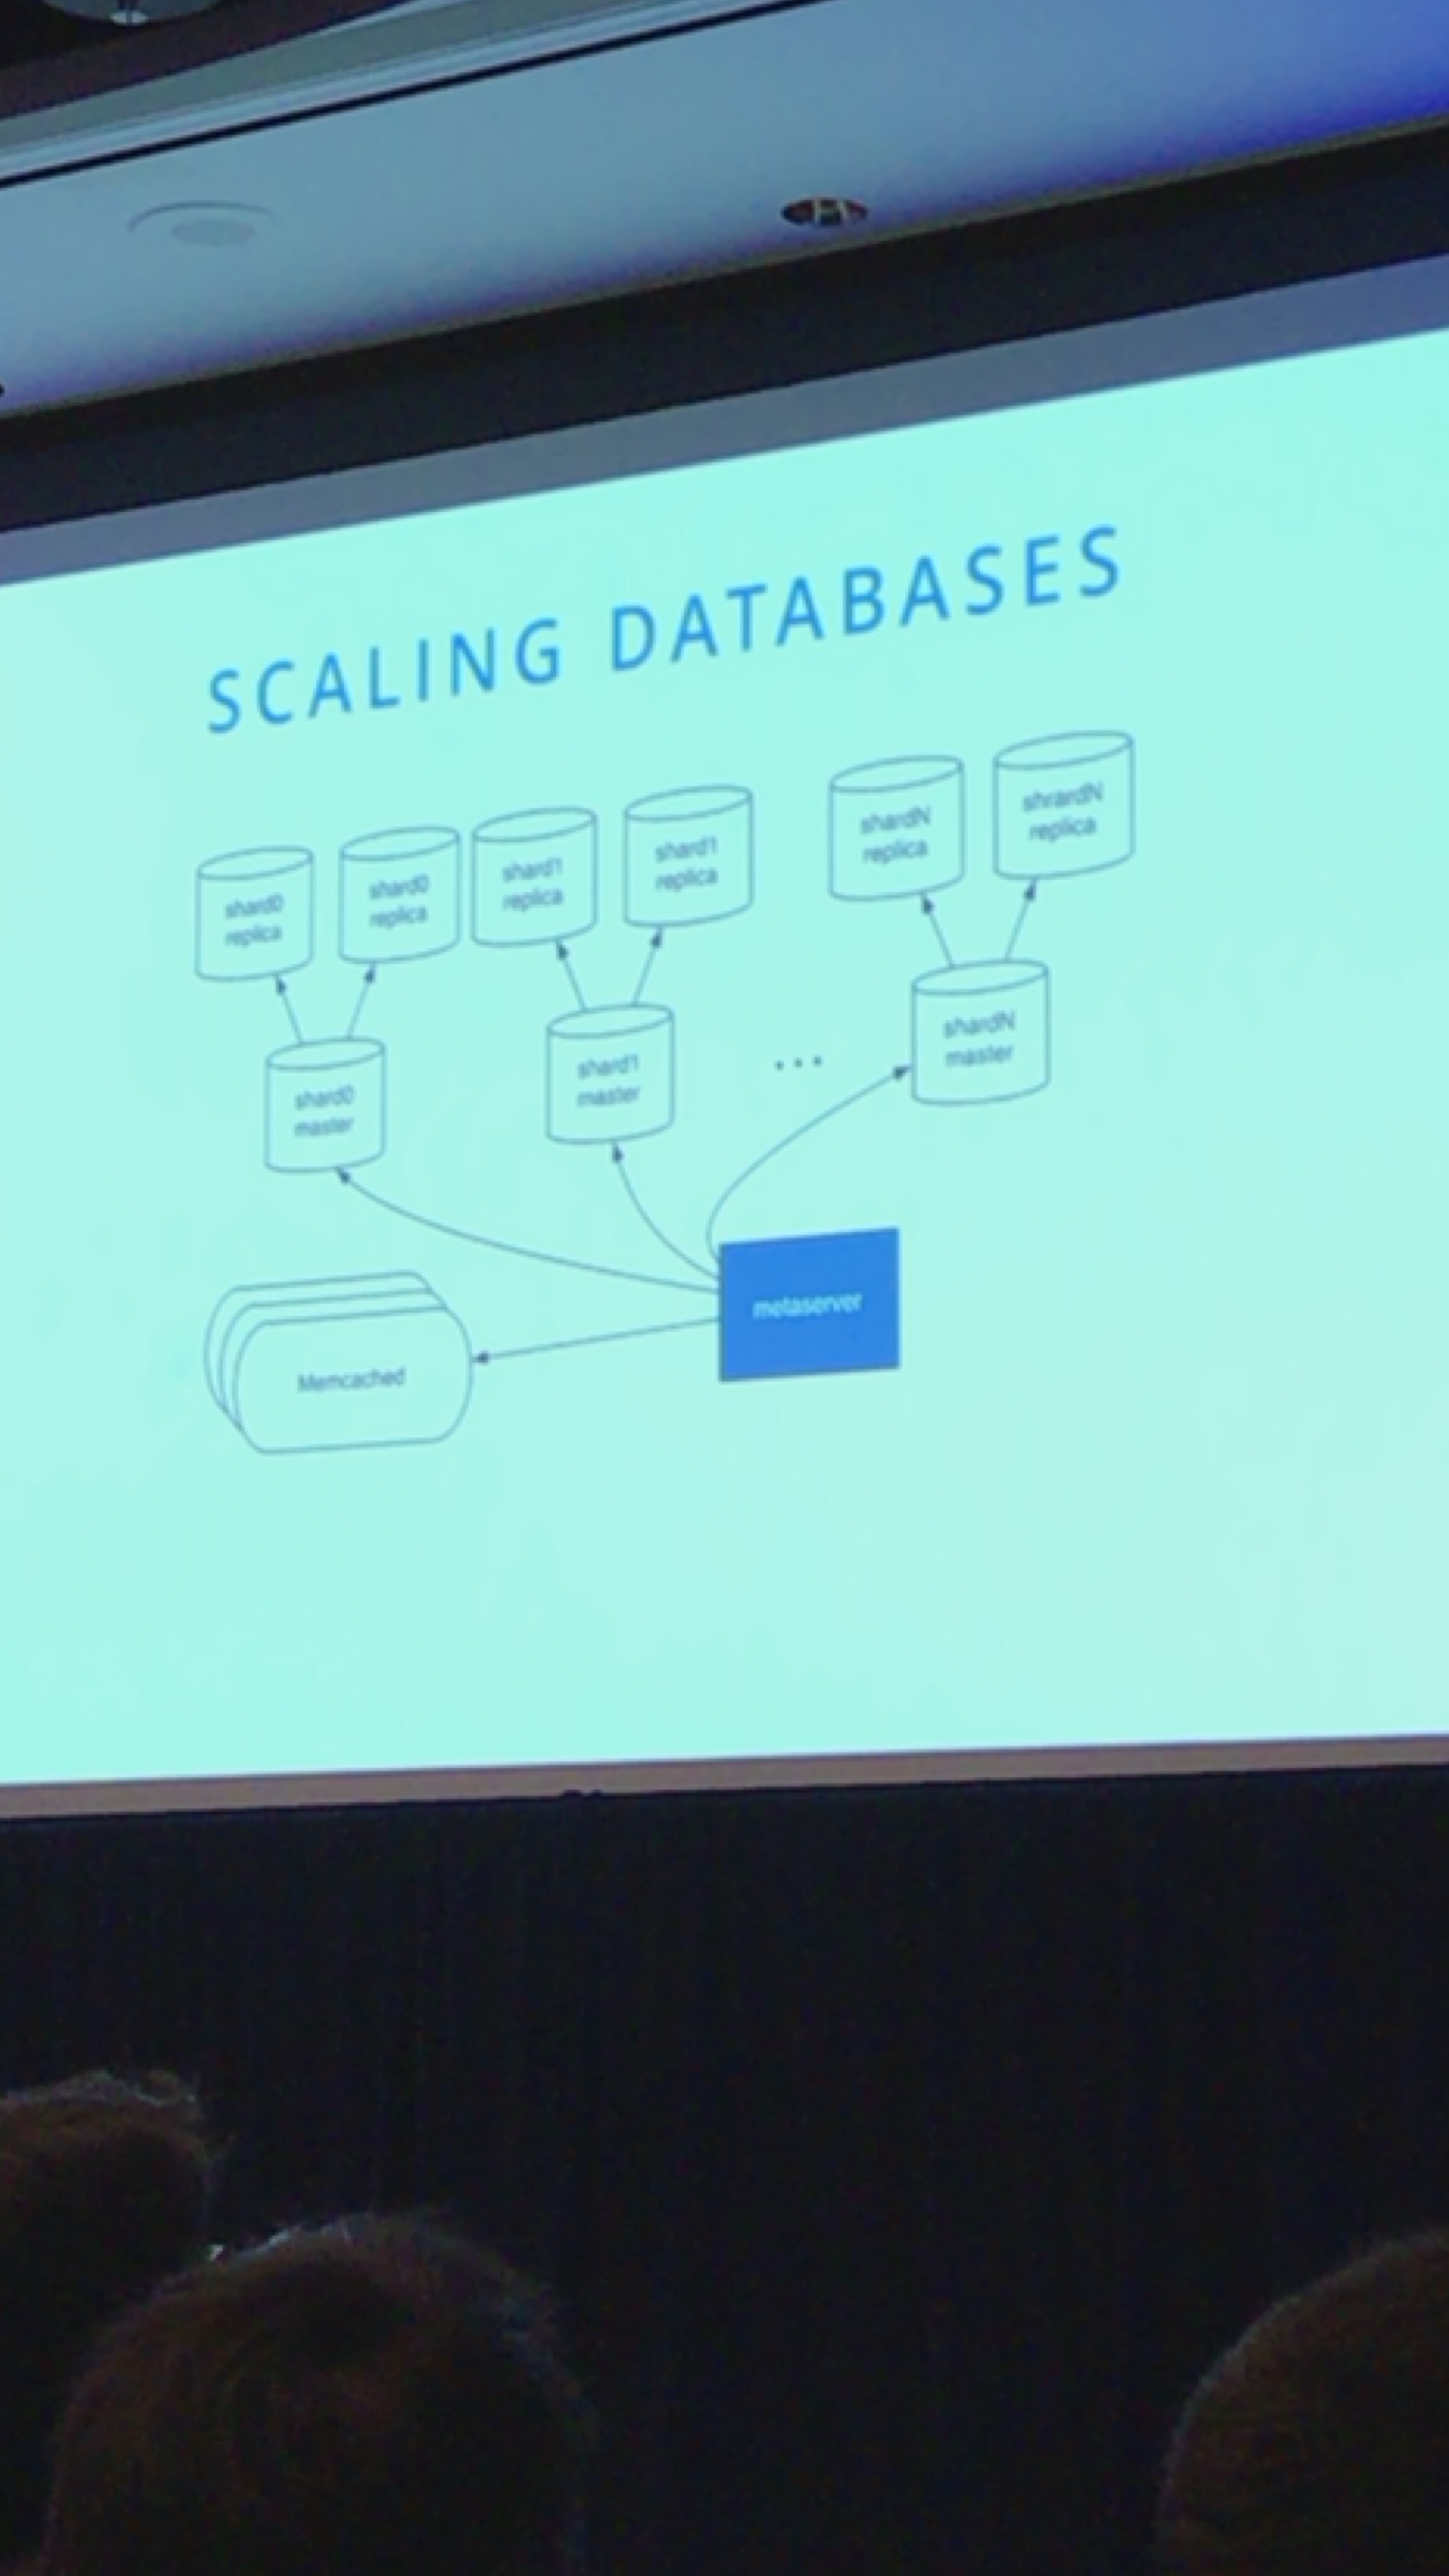 SCALING DATABASES
shard0
replica
shard0
replica
shard1
replica
shard1
replica
shardN
replica
shrardN
replica
shard0
master
shard1
master
...
shardN
master
metaserver
Memcached